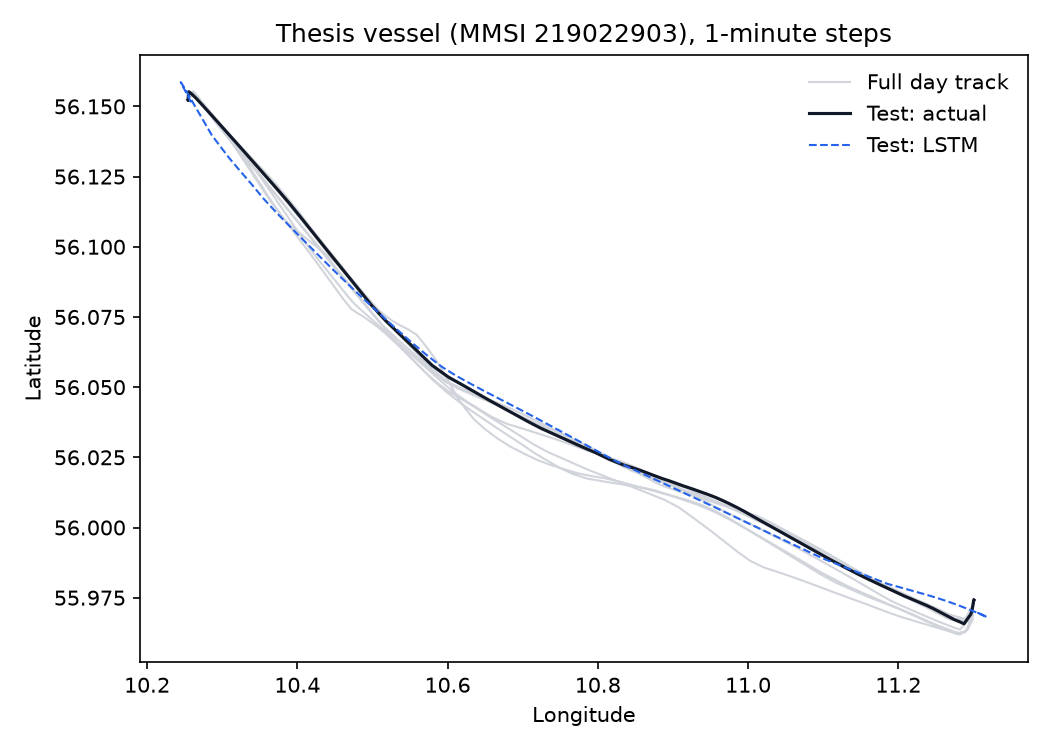 Thesis vessel (MMSI 219022903), 1-minute steps
Full day track
Test: actual
Test: LSTM
56.150
56.125
56.100
56.075
56.050
56.025
56.000
55.975
Latitude
10.2 10.4 10.6 10.8 11.0 11.2
Longitude